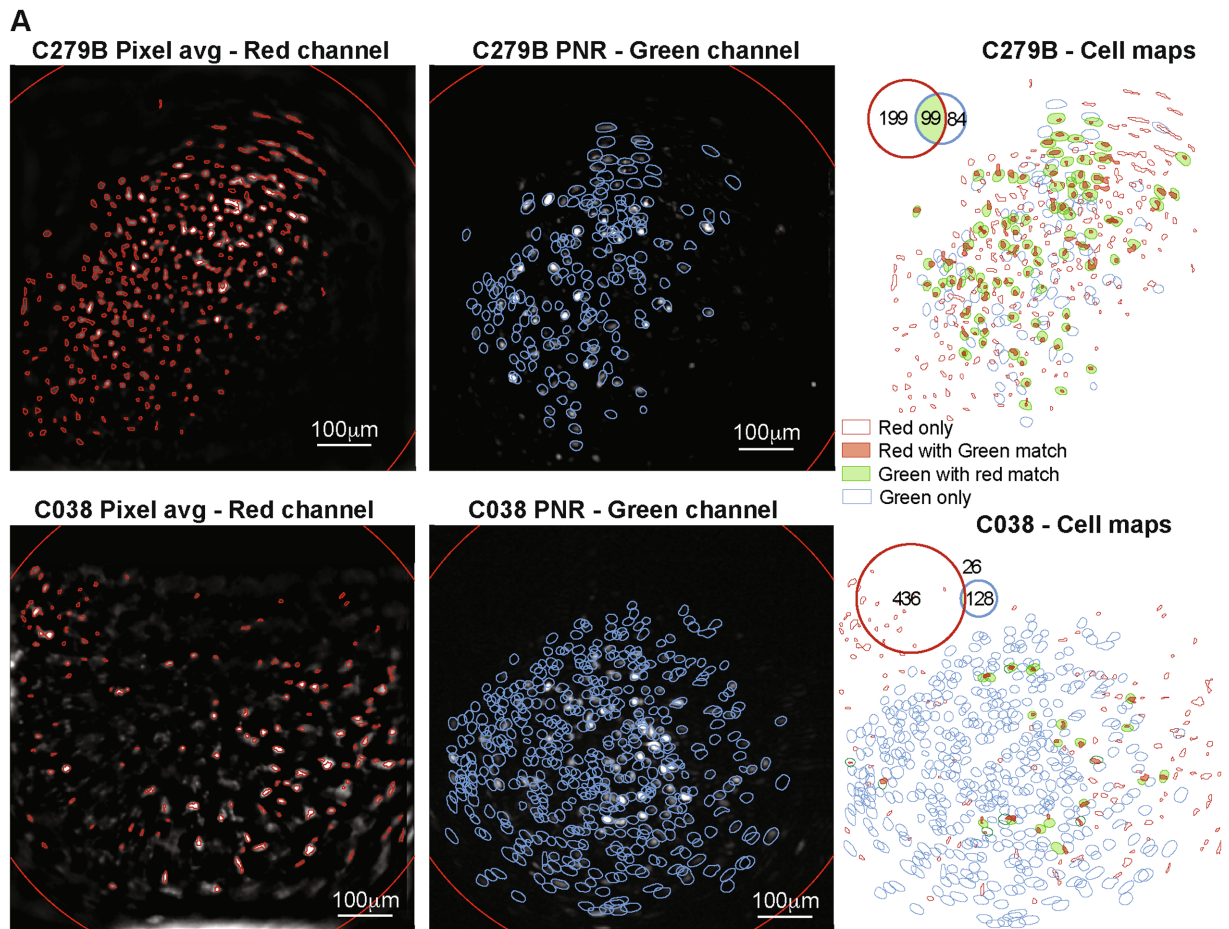 A
C279B Pixel avg - Red channel
C279B PNR - Green channel
C279B - Cell maps
199
99
84
100μm
100μm
Red only
Red with Green match
Green with red match
Green only
C038 Pixel avg - Red channel
C038 PNR - Green channel
C038 - Cell maps
26
436
128
100μm
100μm